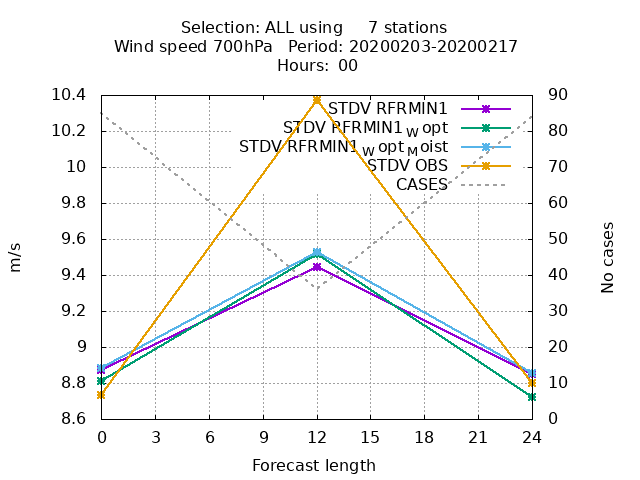 Selection: ALL using 7 stations
Wind speed 700hPa Period: 20200203-20200217
Hours: 00
10.4 90
STDV RFRMIN1
10.2 80
STDV RFRMIN1 W opt
STDV RFRMIN1 W opt M oist
10 70
STDV OBS
CASES
9.8 60
9.6 50
m/s
No cases
9.4 40
9.2 30
9 20
8.8 10
8.6 0
0 3 6 9 12 15 18 21 24
Forecast length